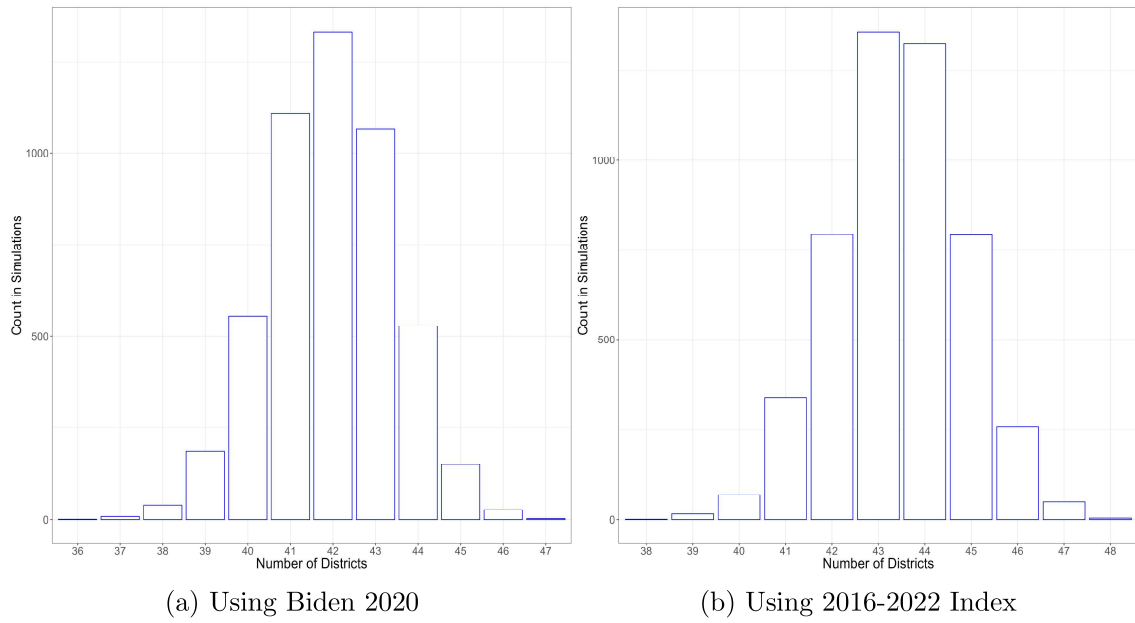 Count in Simulations
1000
500
0
36 37 38 39 40 41 42 43 44 45 46 47
Number of Districts
(a) Using Biden 2020
Count in Simulations
1000
500
0
38 39 40 41 42 43 44 45 46 47 48
Number of Districts
(b) Using 2016-2022 Index